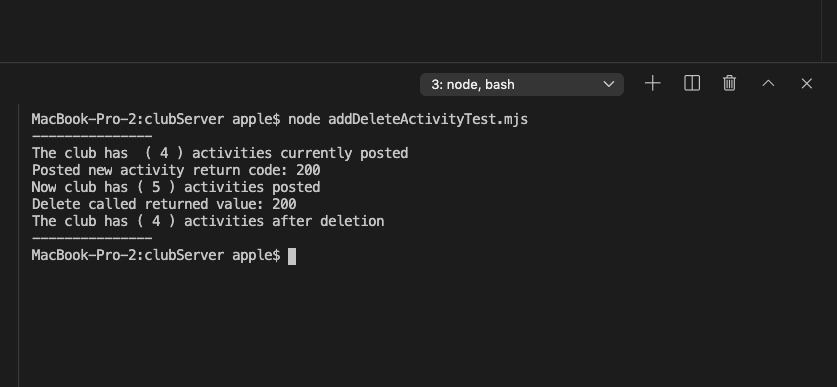 3: node, bash
MacBook-Pro-2:clubServer apple$ node addDeleteActivityTest.mjs
---------------
The club has  ( 4 ) activities currently posted
Posted new activity return code: 200
Now club has ( 5 ) activities posted
Delete called returned value: 200
The club has ( 4 ) activities after deletion
---------------
MacBook-Pro-2:clubServer apple$